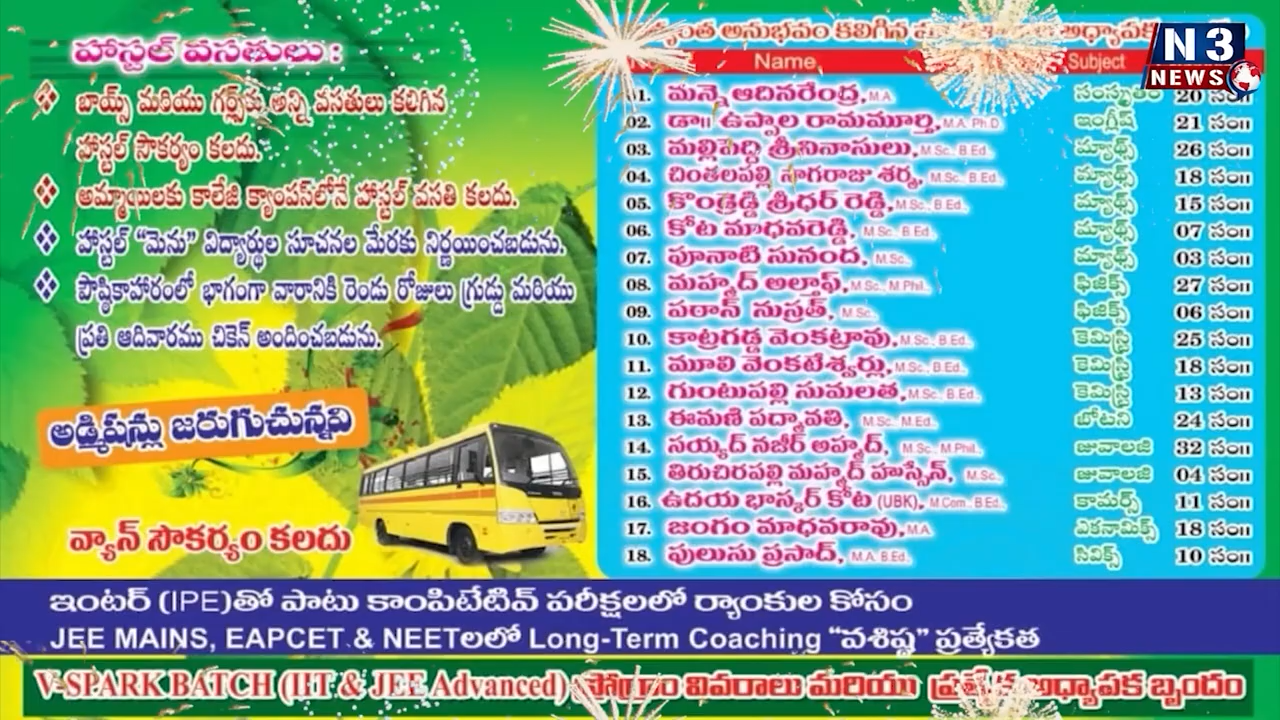 హాస్టల్ వసతులు :
బాయ్స్ మరియు గర్ల్స్‌కు అన్ని వసతులు కలిగిన
హాస్టల్ సౌకర్యం కలదు.
అమ్మాయిలకు కాలేజి క్యాంపస్‌లోనే హాస్టల్ వసతి కలదు.
హాస్టల్ “మెను” విద్యార్థుల సూచనల మేరకు నిర్ణయించబడును.
పౌష్ఠికాహారంలో భాగంగా వారానికి రెండు రోజులు గ్రుడ్డు మరియు
ప్రతి ఆదివారము చికెన్ అందించబడును.
అడ్మిషన్లు జరుగుచున్నవి
వ్యాన్ సౌకర్యం కలదు
అనుభవం కలిగిన
N3
NEWS
Name Subject
01. మన్నె ఆదినరేంద్ర, M.A. సంస్కృతం 20 సం॥
02. డా॥ ఉప్పాల రామమూర్తి, M.A. Ph.D ఇంగ్లీష్ 21 సం॥
03. మల్లిపెద్ది శ్రీనివాసులు, M.Sc., B.Ed. మ్యాథ్స్ 26 సం॥
04. చింతలపల్లి నాగరాజు శర్మ, M.Sc., B.Ed. మ్యాథ్స్ 18 సం॥
05. శ్రీధర్ రెడ్డి, M.Sc., B.Ed., మ్యాథ్స్ 15 సం॥
06. కోట మాధవరెడ్డి, M.Sc., B.Ed. మ్యాథ్స్ 07 సం॥
07. పూనాటి సునంద, M.Sc. మ్యాథ్స్ 03 సం॥
08. మహ్మద్ అల్తాఫ్, M.Sc., M.Phil., ఫిజిక్స్ 27 సం॥
09. పఠాన్ నుస్రత్, M.Sc. ఫిజిక్స్ 06 సం॥
10. కాట్రగడ్డ వెంకట్రావు, M.Sc., B.Ed. కెమిస్ట్రి 25 సం॥
11. మూలి వెంకటేశ్వర్లు, M.Sc., B.Ed. కెమిస్ట్రి 18 సం॥
12. గుంటుపల్లి సుమలత, M.Sc., B.Ed. కెమిస్ట్రి 13 సం॥
13. ఈమణి పద్మావతి, M.Sc., M.Ed. బోటని 24 సం॥
14. సయ్యద్ నజీర్ అహ్మద్, M.Sc., M.Phil., జువాలజి 32 సం॥
15. తిరుచిరపల్లి మహ్మద్ హుస్సేన్, M.Sc. జువాలజి 04 సం॥
16. ఉదయ భాస్కర్ కోట (UBK), M.Com., B.Ed. కామర్స్ 11 సం॥
17. జంగం మాధవరావు, M.A. ఎకనామిక్స్ 18 సం॥
18. పులుసు ప్రసాద్, M.A. B.Ed. సివిక్స్ 10 సం॥
ఇంటర్ (IPE)తో పాటు కాంపిటేటివ్ పరీక్షలలో ర్యాంకుల కోసం
JEE MAINS, EAPCET & NEETలలో Long-Term Coaching “వశిష్ఠ” ప్రత్యేకత
V-SPARK BATCH (IIT & JEE Advanced) ప్రోగ్రాం వివరాలు మరియు ప్రత్యేక అధ్యాపక బృందం